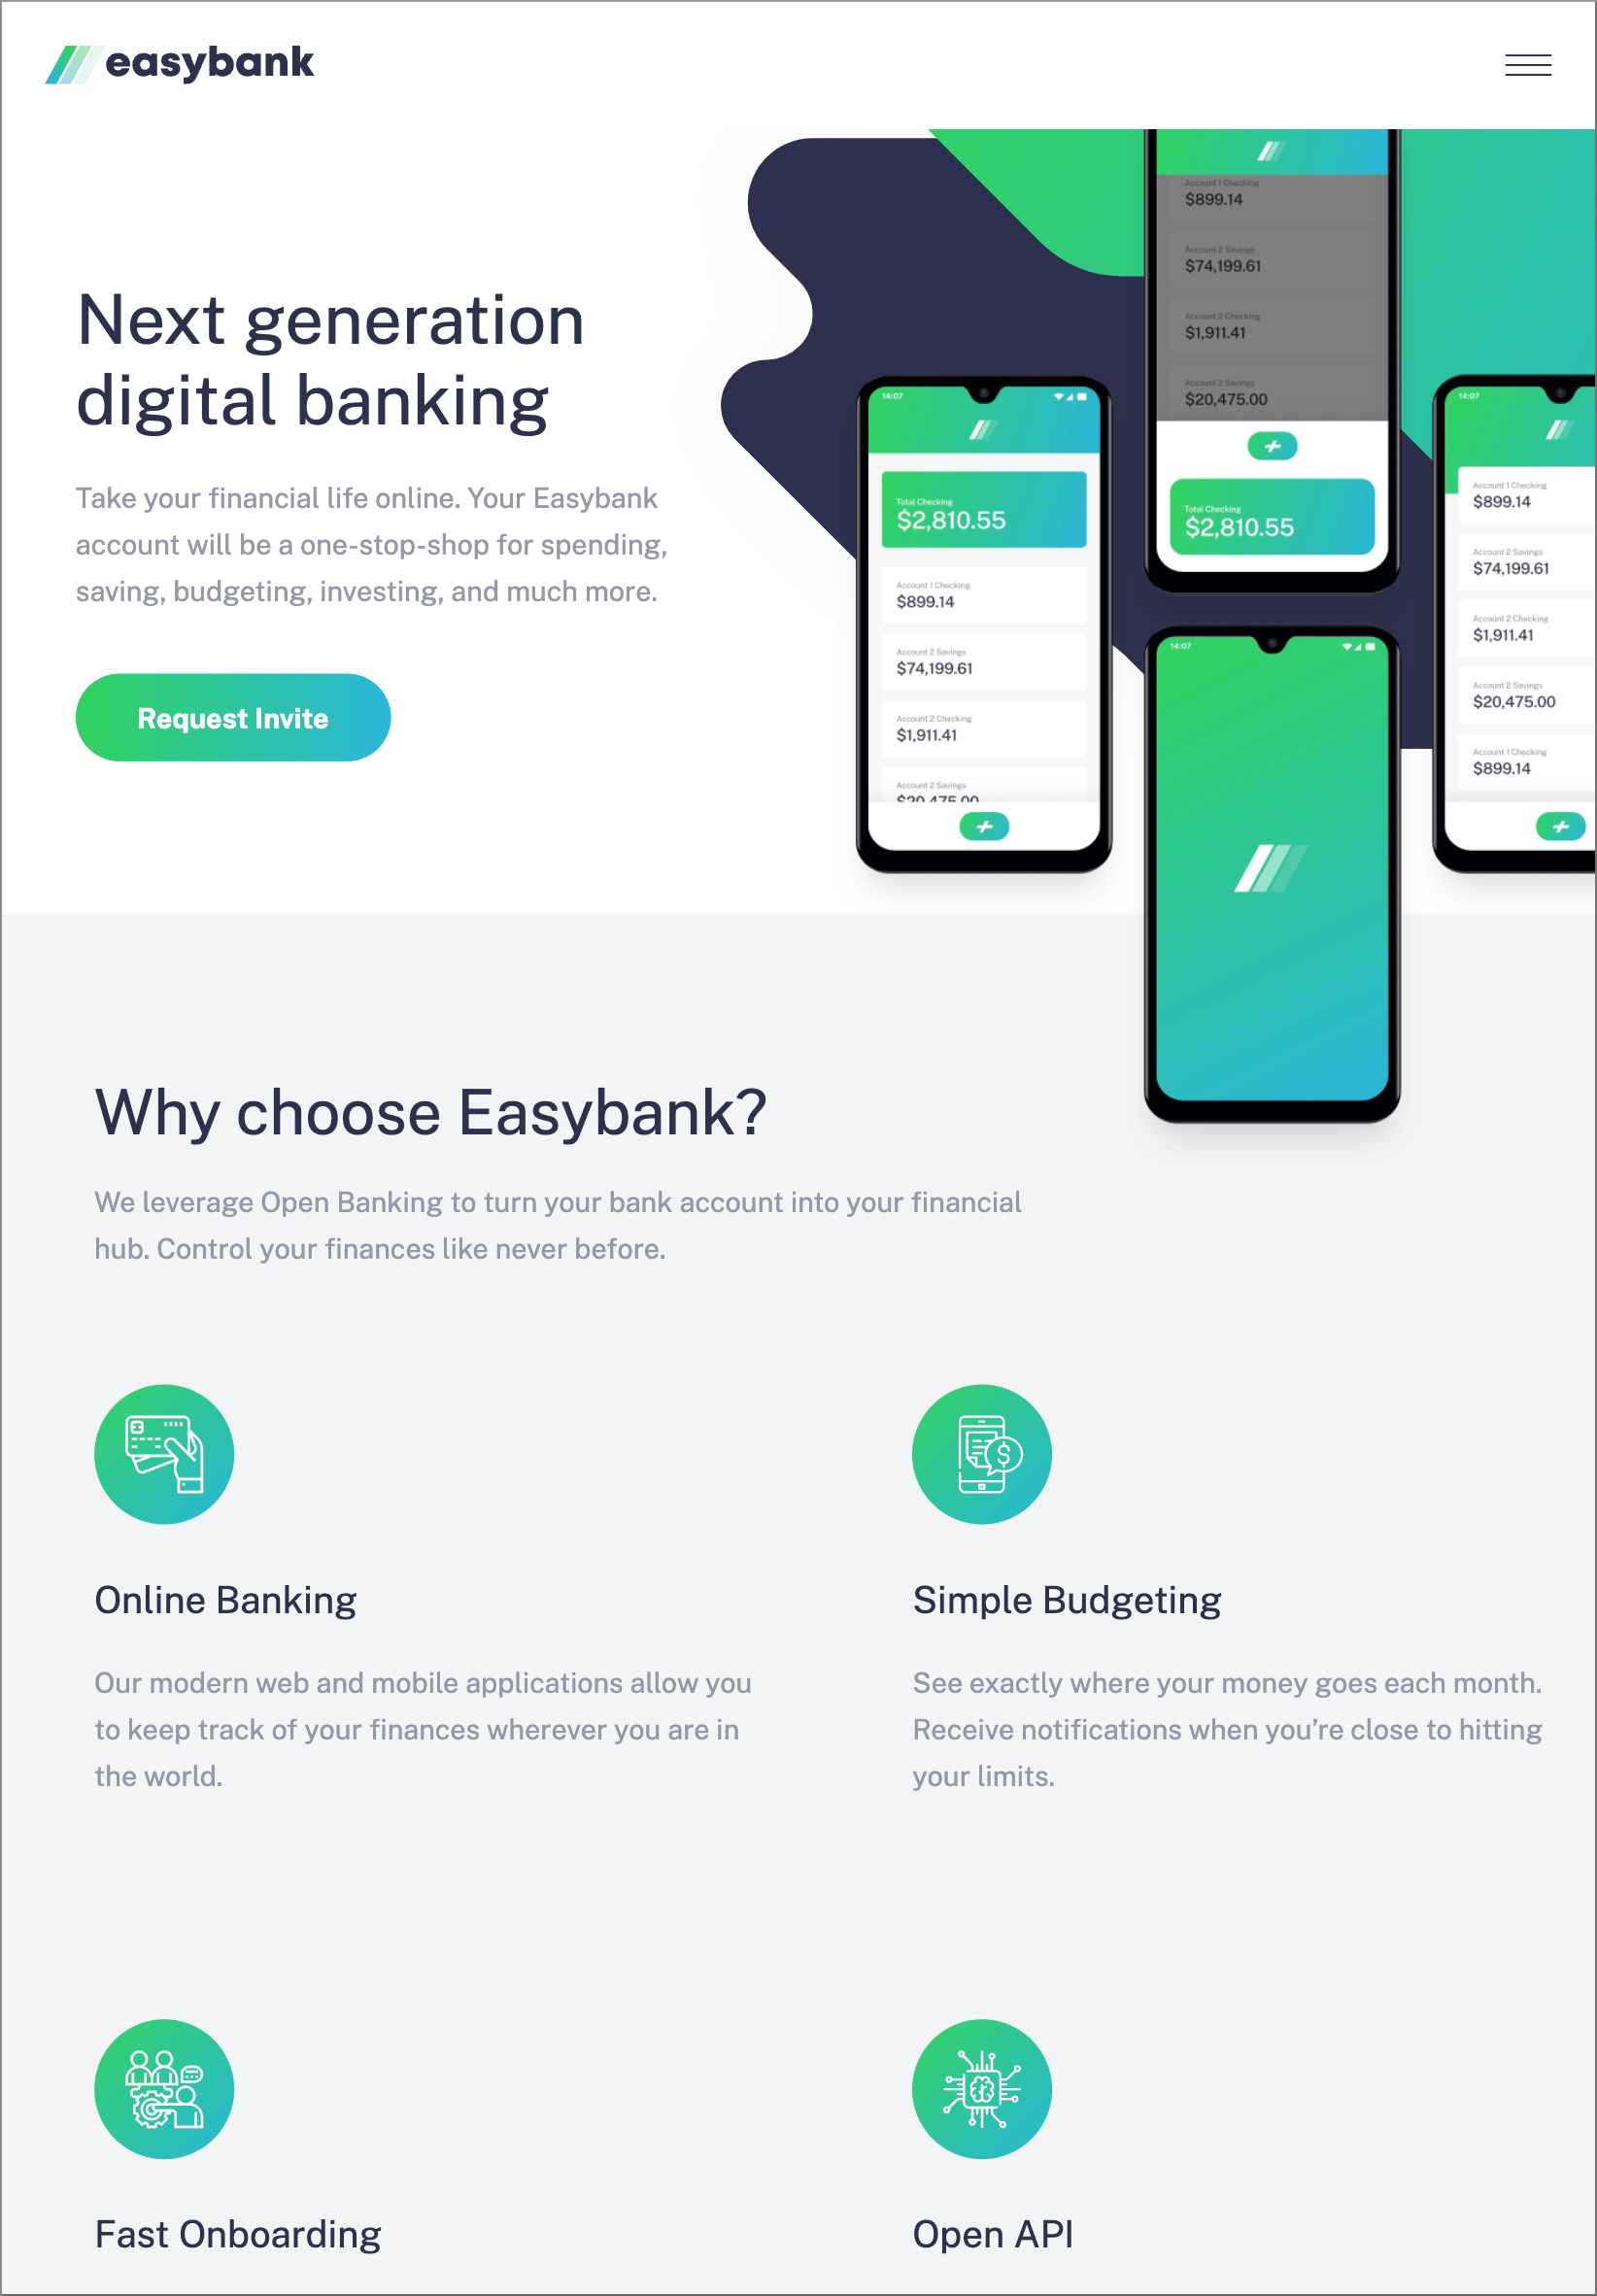 easybank
Next generation
digital banking
Take your financial life online. Your Easybank
account will be a one-stop-shop for spending,
saving, budgeting, investing, and much more.
Request Invite
Account 1 Checking
$899.14
Account 2 Savings
$74,199.61
Account 2 Checking
$1,911.41
Account 2 Savings
$20,475.00
Total Checking
$2,810.55
14:07
Total Checking
$2,810.55
Account 1 Checking
$899.14
Account 2 Savings
$74,199.61
Account 2 Checking
$1,911.41
Account 2 Savings
$20,475.00
14:07
Account 1 Checking
$899.14
Account 2 Savings
$74,199.61
Account 2 Checking
$1,911.41
Account 2 Savings
$20,475.00
Account 1 Checking
$899.14
14:07
Why choose Easybank?
We leverage Open Banking to turn your bank account into your financial
hub. Control your finances like never before.
Online Banking
Our modern web and mobile applications allow you
to keep track of your finances wherever you are in
the world.
Simple Budgeting
See exactly where your money goes each month.
Receive notifications when you’re close to hitting
your limits.
Fast Onboarding
Open API